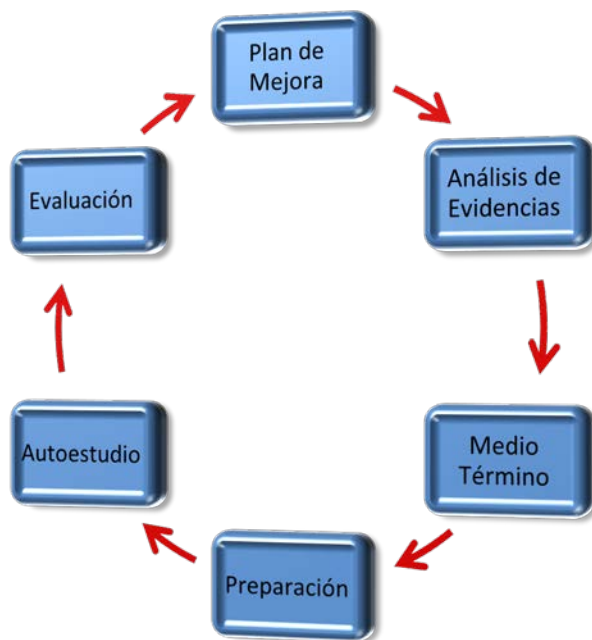 Plan de
Mejora
Análisis de
Evidencias
Medio
Término
Preparación
Autoestudio
Evaluación